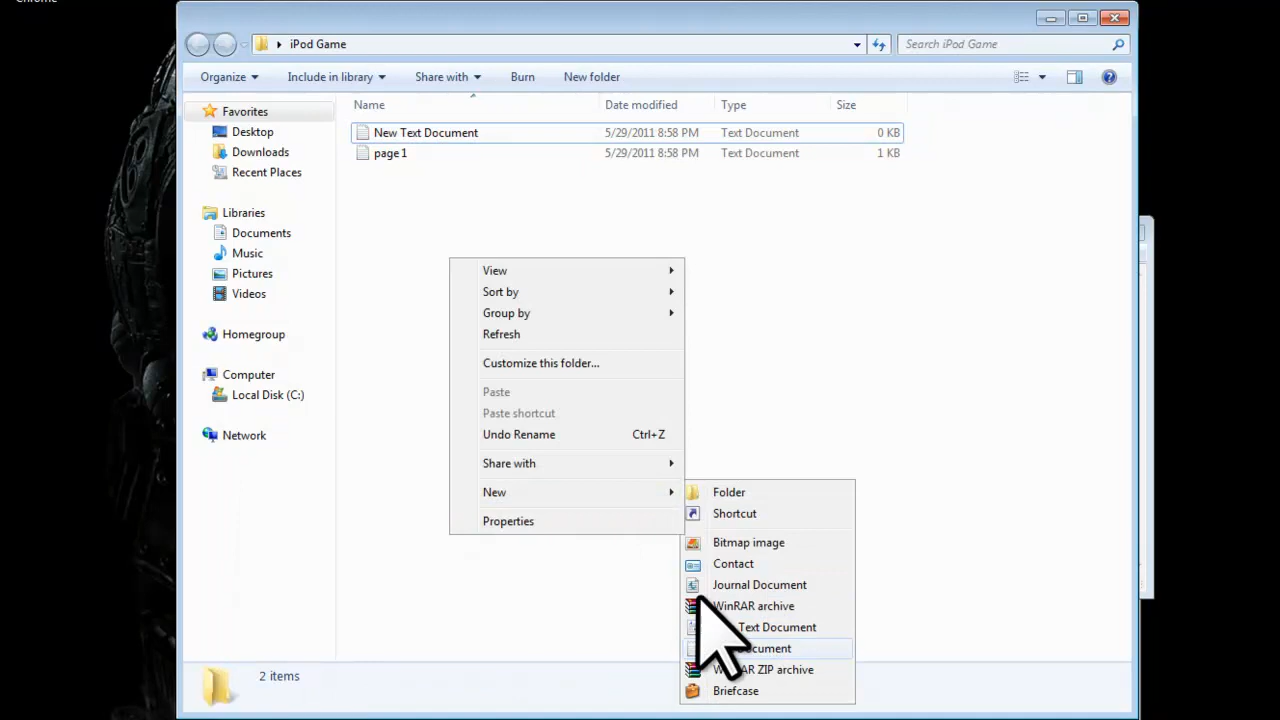 Chrome
iPod Game
Search iPod Game
Organize
Include in library
Share with
Burn
New folder
Favorites
Desktop
Downloads
Recent Places
Libraries
Documents
Music
Pictures
Videos
Homegroup
Computer
Local Disk (C:)
Network
Name
Date modified
Type
Size
New Text Document
5/29/2011 8:58 PM
Text Document
0 KB
page1
5/29/2011 8:58 PM
Text Document
1 KB
View
Sort by
Group by
Refresh
Customize this folder...
Paste
Paste shortcut
Undo Rename
Ctrl+Z
Share with
New
Properties
Folder
Shortcut
Bitmap image
Contact
Journal Document
WinRAR archive
Text Document
Document
ZIP archive
Briefcase
2 items